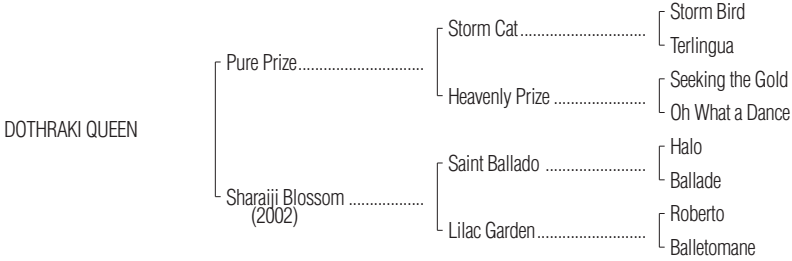 Storm Bird
Storm Cat..............................
Terlingua
Pure Prize..............................
Seeking the Gold
Heavenly Prize ......................
Oh What a Dance
DOTHRAKI QUEEN
Halo
Saint Ballado ........................
Ballade
Sharaiji Blossom ..................
(2002)
Roberto
Lilac Garden..........................
Balletomane